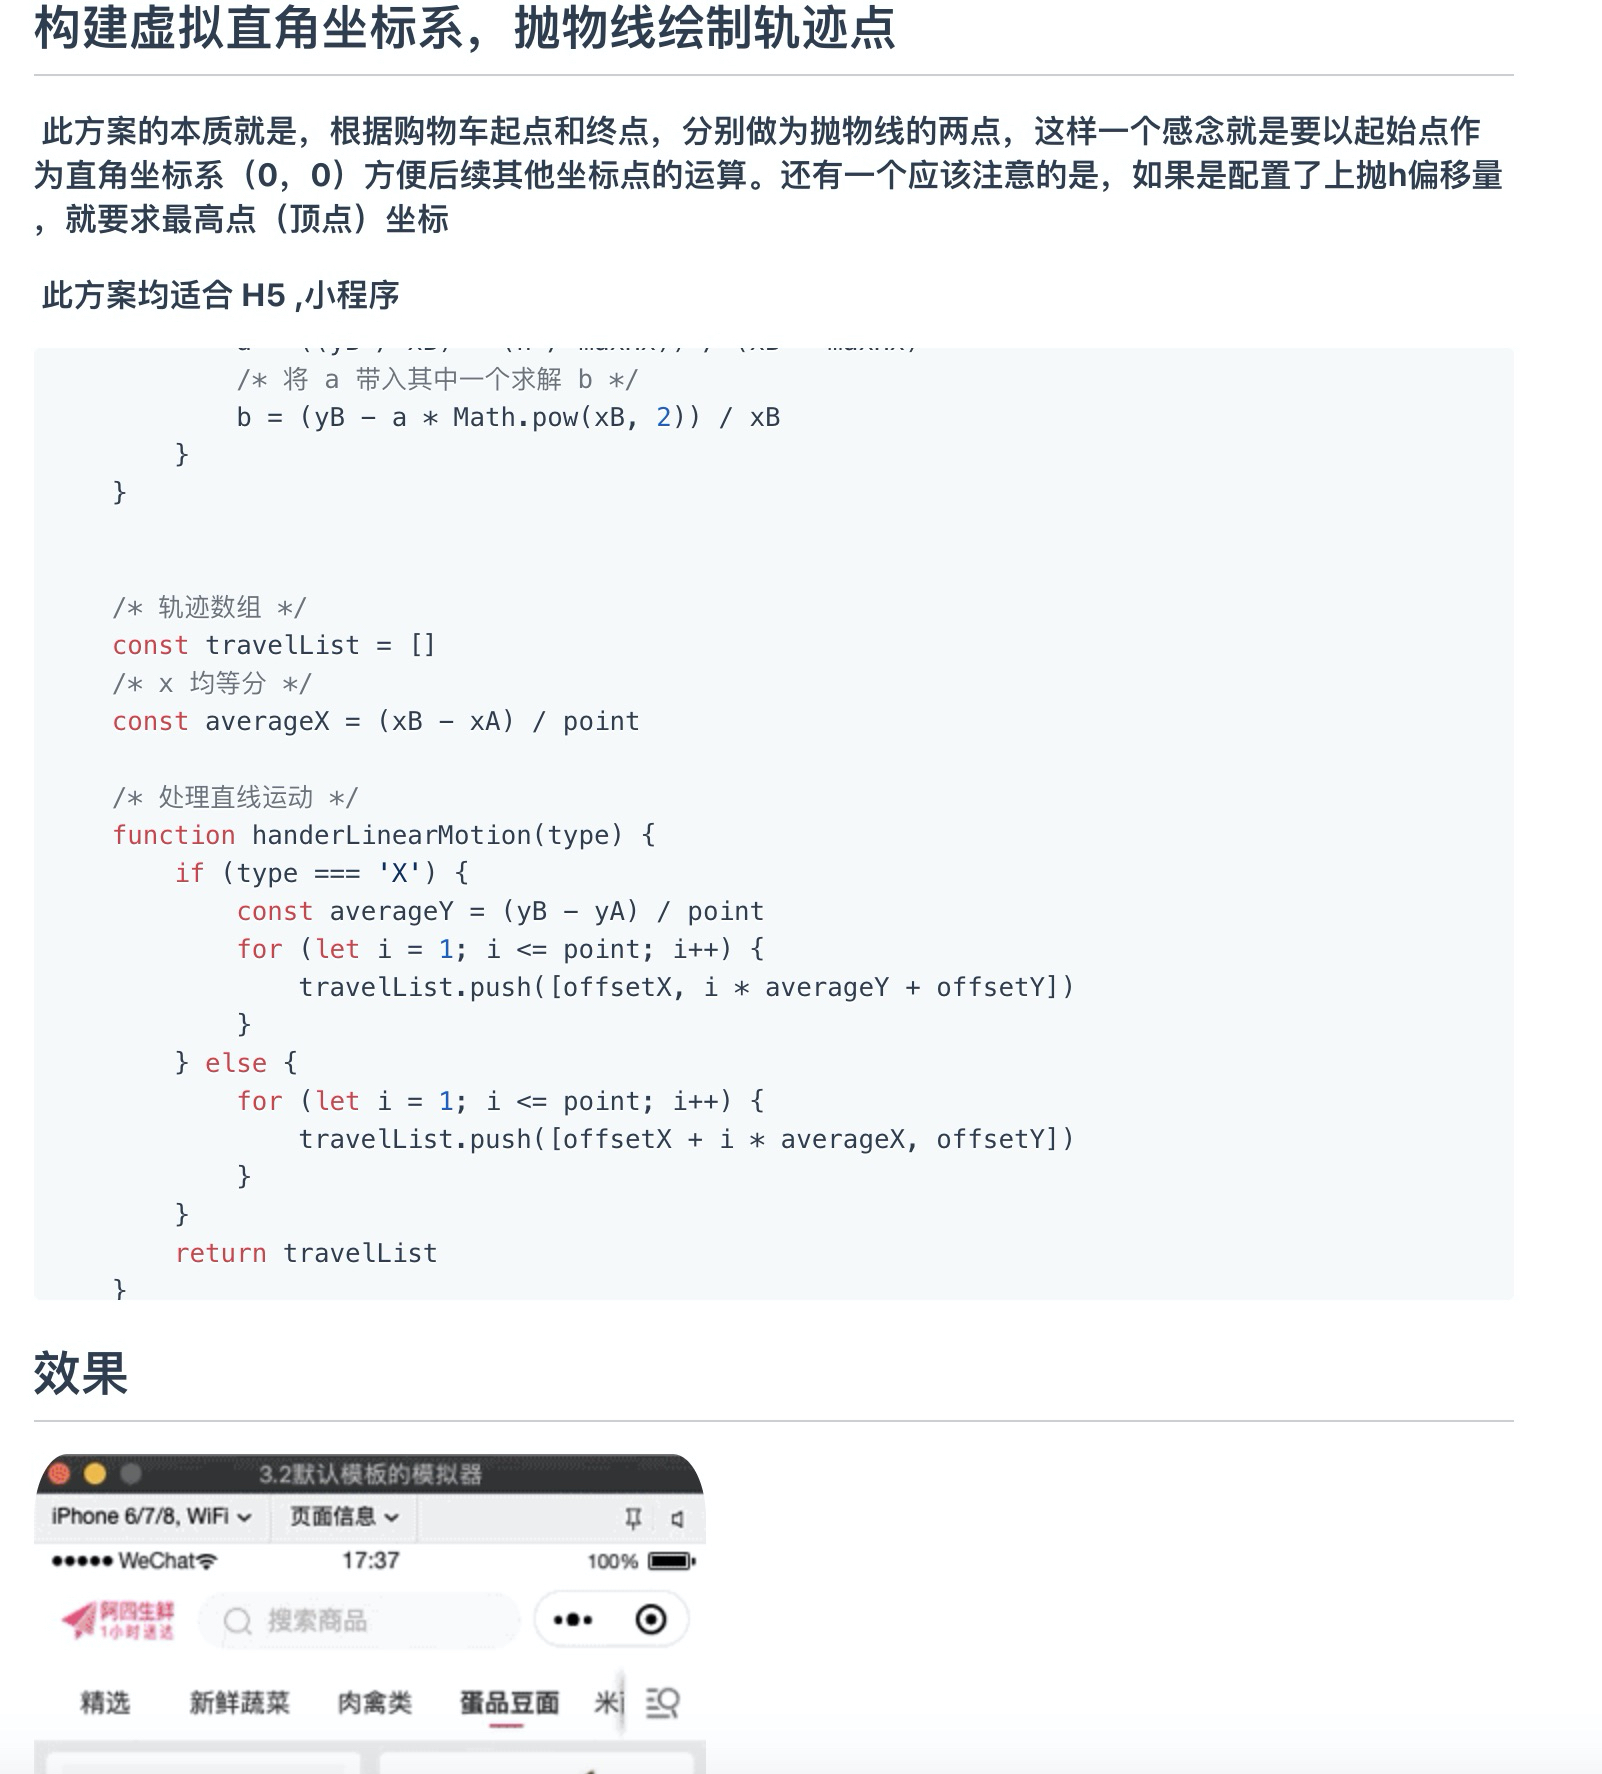 构建虚拟直角坐标系，抛物线绘制轨迹点
此方案的本质就是，根据购物车起点和终点，分别做为抛物线的两点，这样一个感念就是要以起始点作
为直角坐标系（0，0）方便后续其他坐标点的运算。还有一个应该注意的是，如果是配置了上抛h偏移量
，就要求最高点（顶点）坐标
此方案均适合 H5 ,小程序
/* 将 a 带入其中一个求解 b */
b = (yB - a * Math.pow(xB, 2)) / xB
}
}
/* 轨迹数组 */
const travelList = []
/* x 均等分 */
const averageX = (xB - xA) / point
/* 处理直线运动 */
function handerLinearMotion(type) {
if (type === 'X') {
const averageY = (yB - yA) / point
for (let i = 1; i <= point; i++) {
travelList.push([offsetX, i * averageY + offsetY])
}
} else {
for (let i = 1; i <= point; i++) {
travelList.push([offsetX + i * averageX, offsetY])
}
}
return travelList
}
效果
3.2默认模板的模拟器
iPhone 6/7/8, WiFi 页面信息
WeChat 17:37 100%
阿四生鲜
1小时送达
搜索商品
精选 新鲜蔬菜 肉禽类 蛋品豆面 米